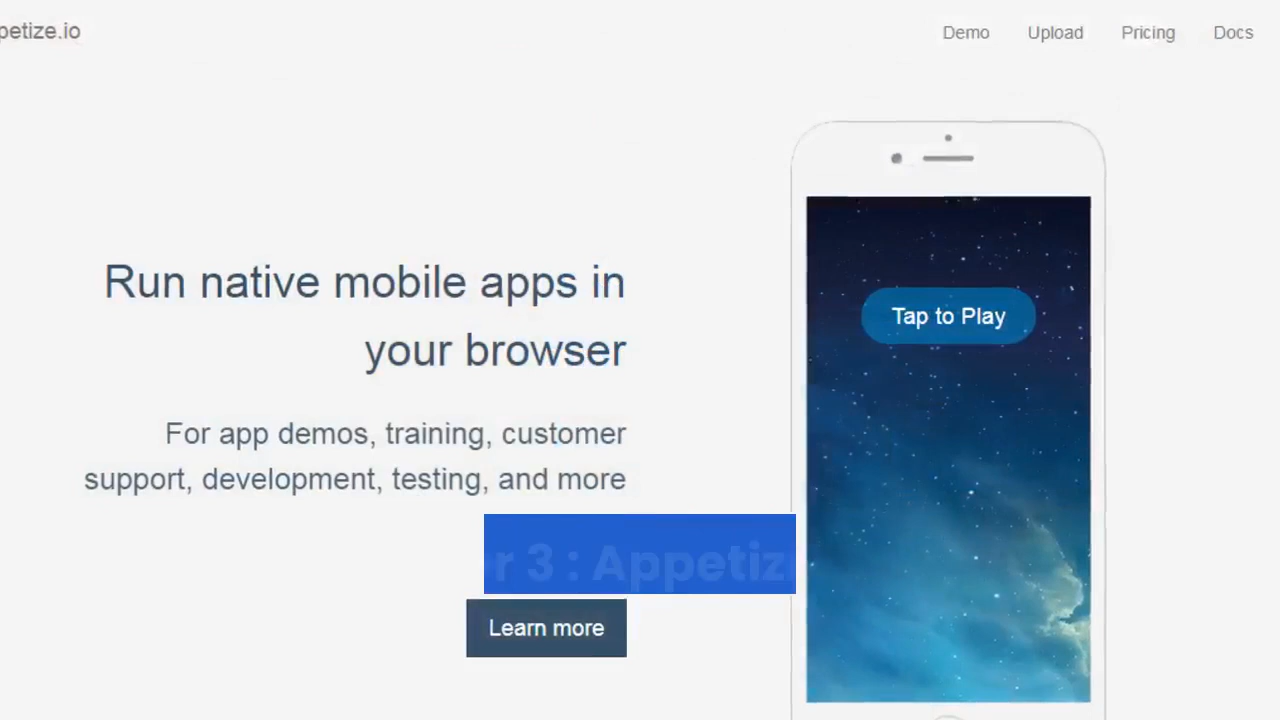 petize.io
Demo Upload Pricing Docs
Run native mobile apps in
your browser
For app demos, training, customer
support, development, testing, and more
Tap to Play
r 3 : Appetiz
Learn more